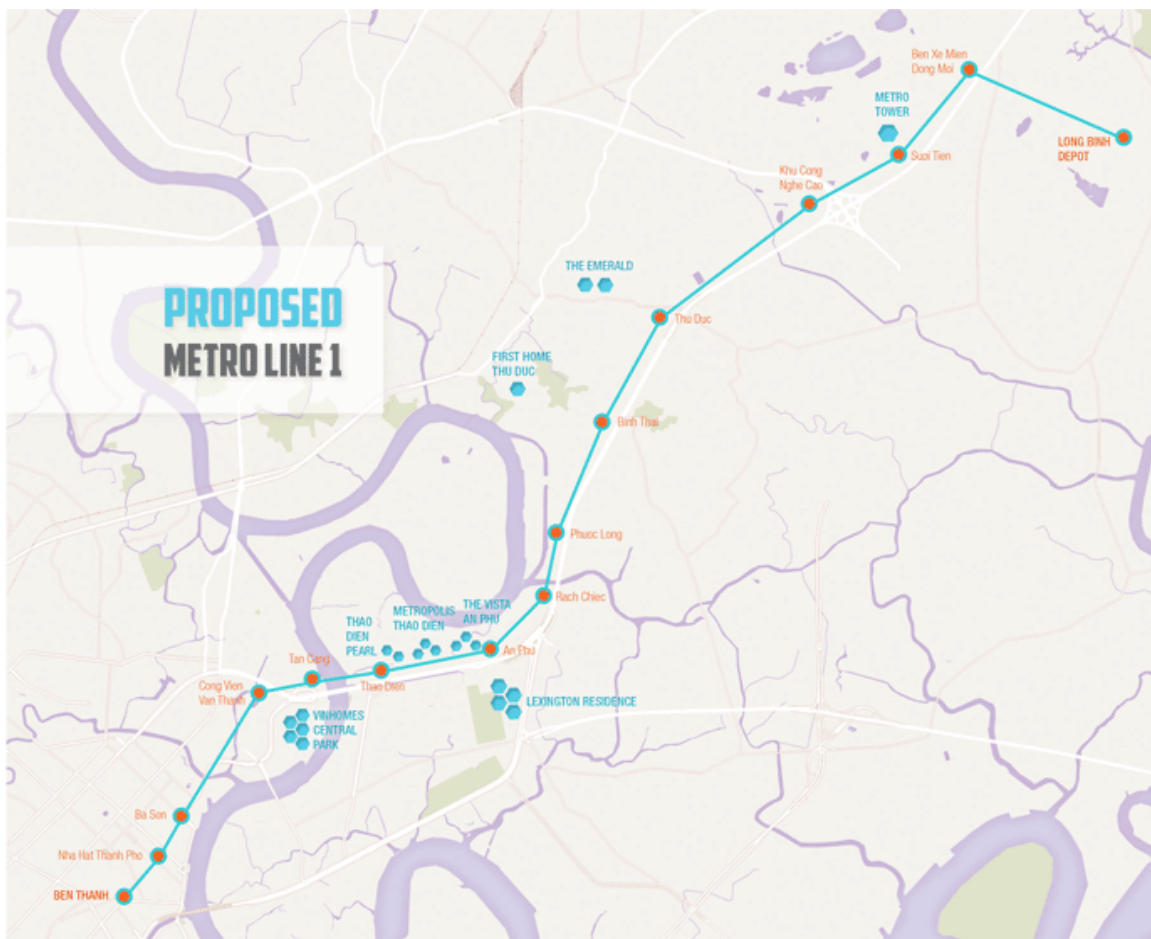 BEN XE MIEN
DONG MOI
METRO
TOWER
LONG BINH
DEPOT
Suoi Tien
Khu Cong
Nghe Cao
THE EMERALD
PROPOSED
METRO LINE 1
Thu Duc
FIRST HOME
THU DUC
Binh Thai
Phuoc Long
Rach Chiec
THE VISTA
AN PHU
METROPOLIS
THAO DIEN
THAO
DIEN
PEARL
An Phu
Tan Cang
Thao Dien
Cong Vien
Van Thanh
LEXINGTON RESIDENCE
VINHOMES
CENTRAL
PARK
Ba Son
Nha Hat Thanh Pho
BEN THANH